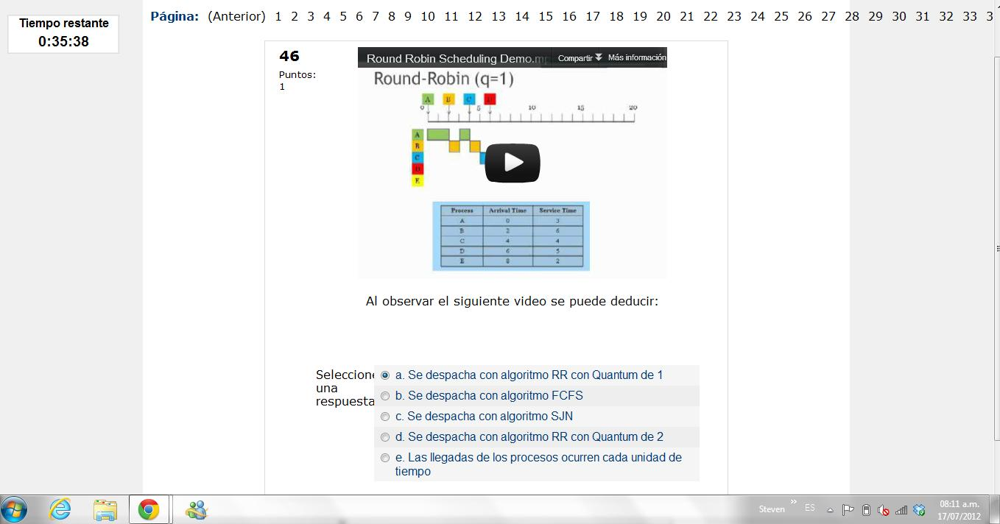 Tiempo restante
0:35:38
Página: (Anterior) 1 2 3 4 5 6 7 8 9 10 11 12 13 14 15 16 17 18 19 20 21 22 23 24 25 26 27 28 29 30 31 32 33 3
46
Puntos:
1
Round Robin Scheduling Demo.mp Compartir Más información
Round-Robin (q=1)
A B C D
0 5 10 15 20
A
B
C
D
E
Process Arrival Time Service Time
A 0 3
B 2 6
C 4 4
D 6 5
E 8 2
Al observar el siguiente video se puede deducir:
Seleccione
una
respuesta
a. Se despacha con algoritmo RR con Quantum de 1
b. Se despacha con algoritmo FCFS
c. Se despacha con algoritmo SJN
d. Se despacha con algoritmo RR con Quantum de 2
e. Las llegadas de los procesos ocurren cada unidad de
tiempo
Steven » ES 08:11 a.m.
17/07/2012